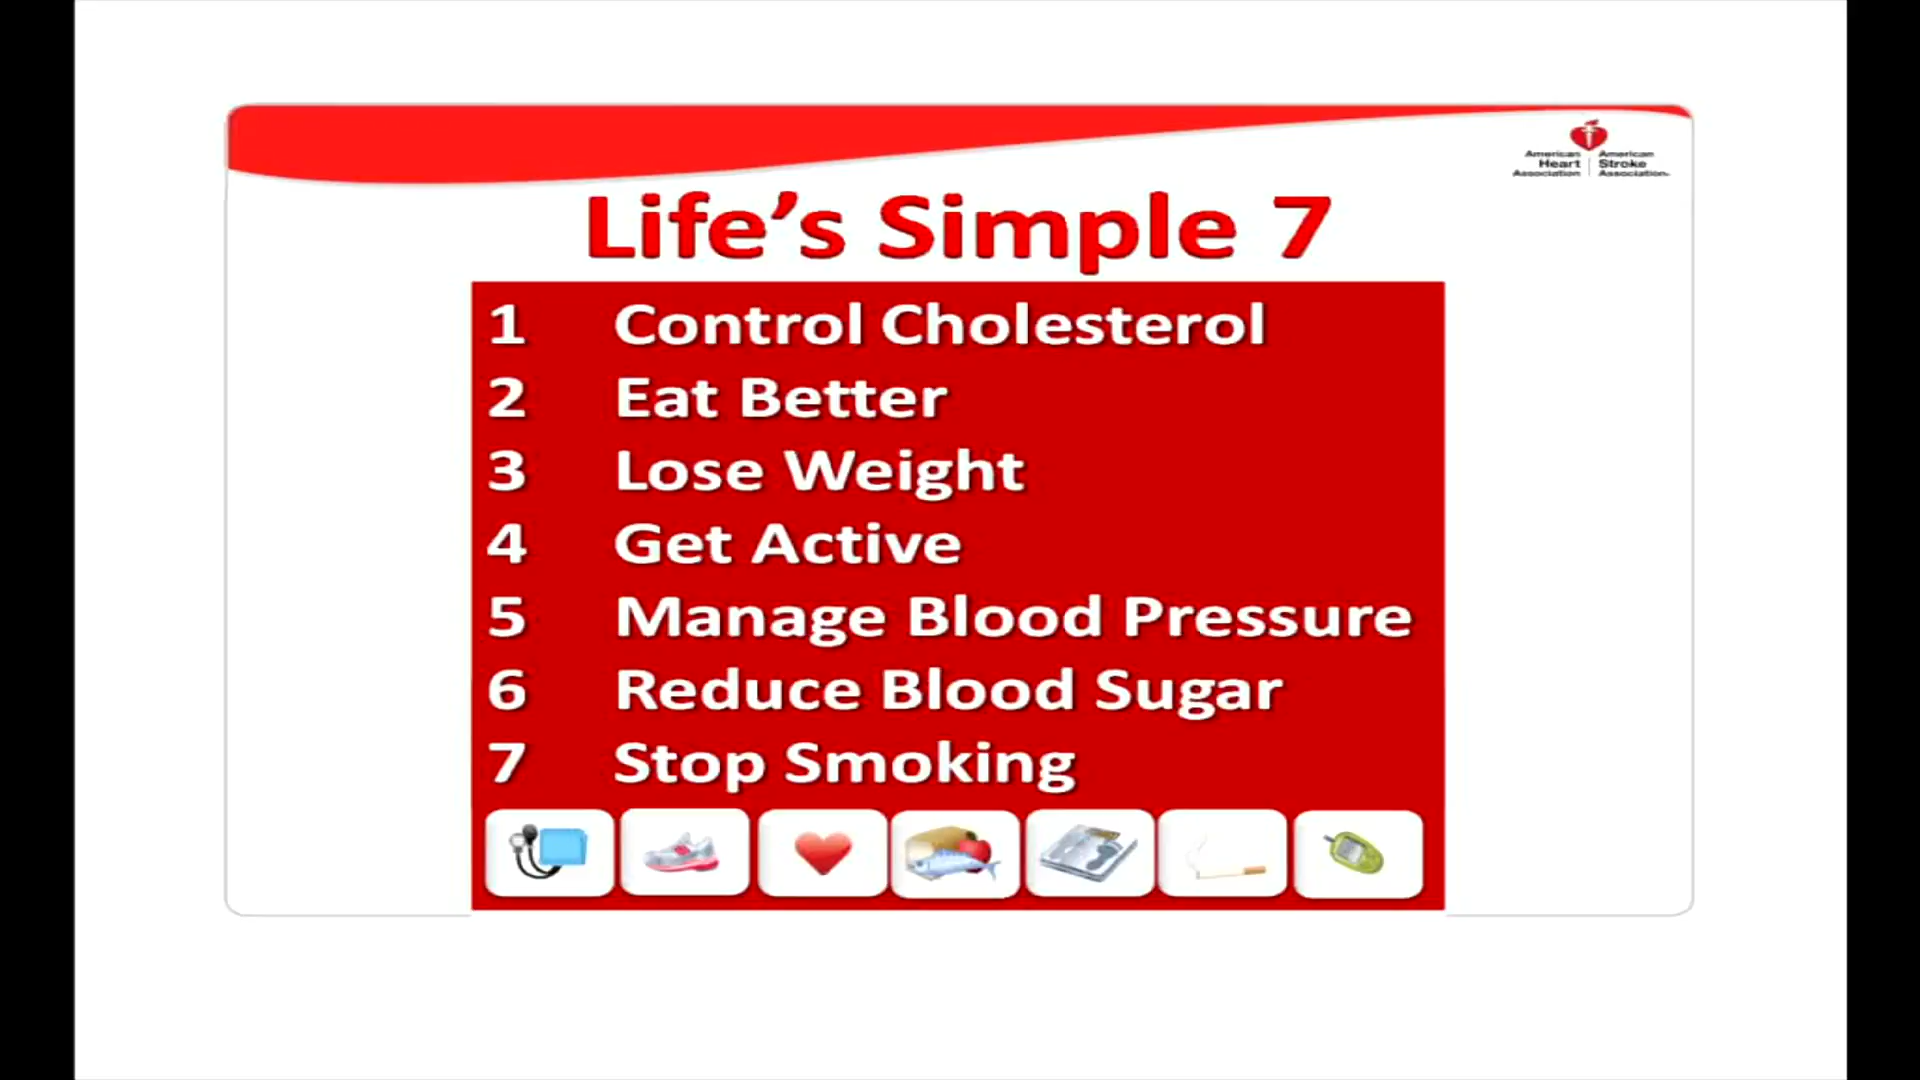 American Heart Association
American Stroke Association
Life's Simple 7
1 Control Cholesterol
2 Eat Better
3 Lose Weight
4 Get Active
5 Manage Blood Pressure
6 Reduce Blood Sugar
7 Stop Smoking